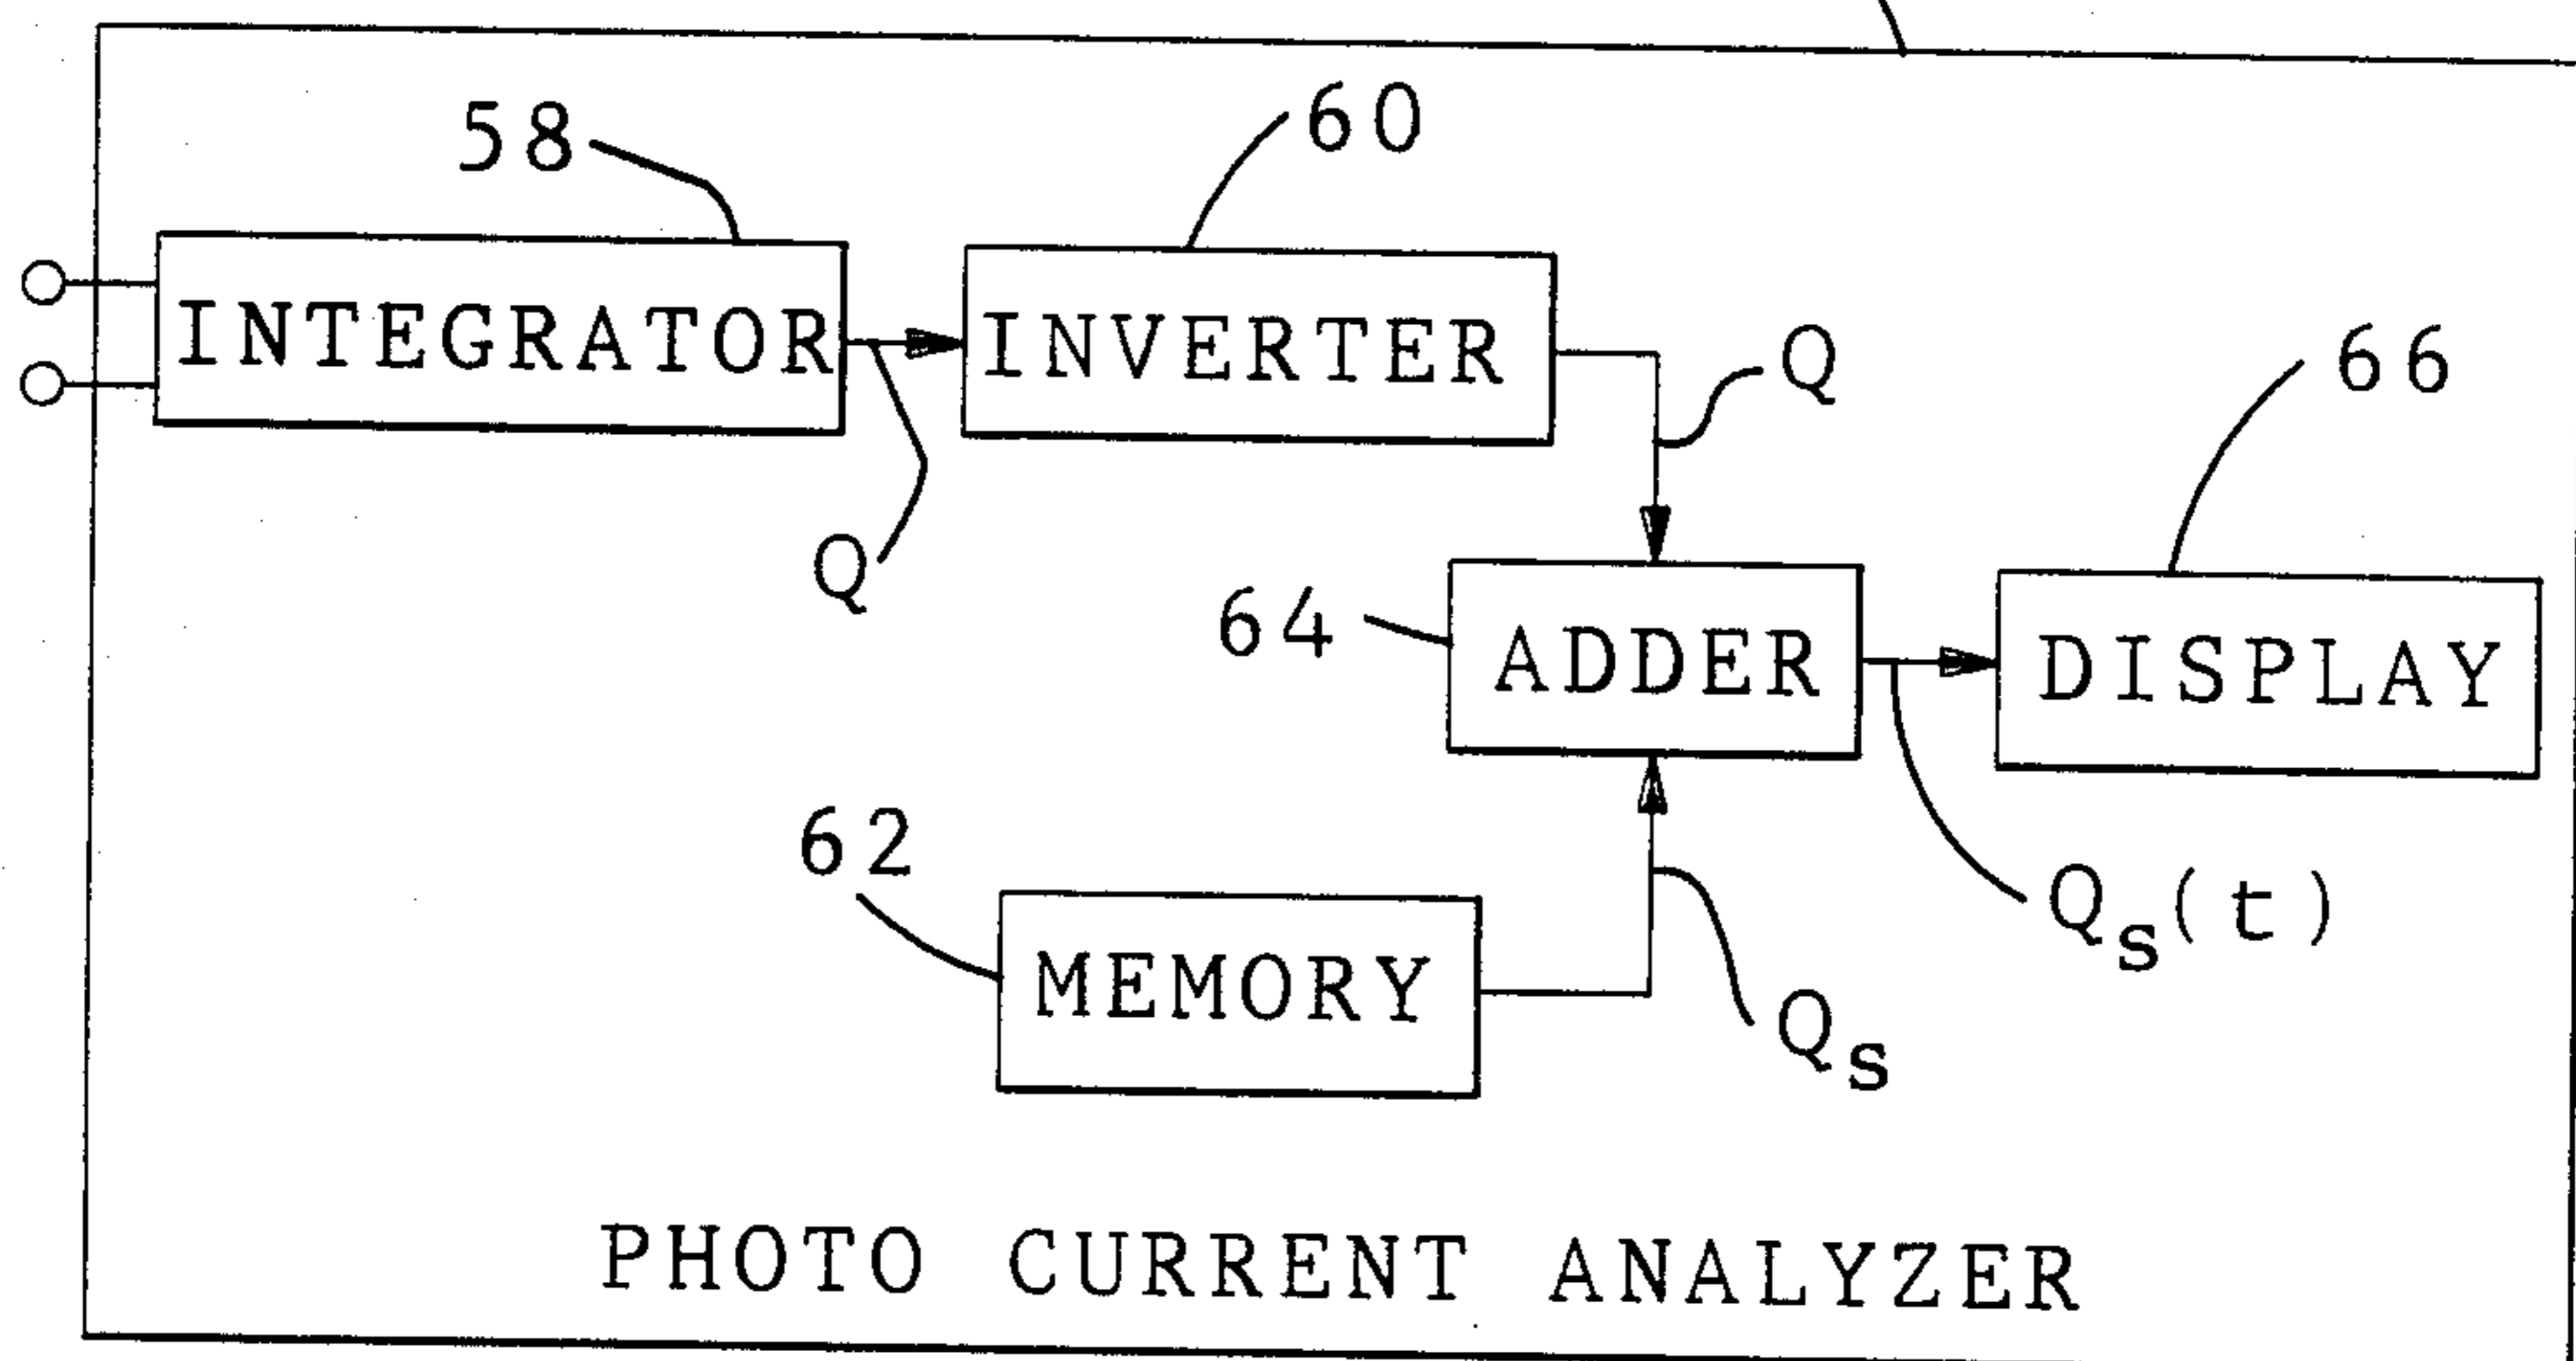 58
60
INTEGRATOR
INVERTER
Q
66
Q
64
ADDER
DISPLAY
62
Qs(t)
MEMORY
Qs
PHOTO CURRENT ANALYZER